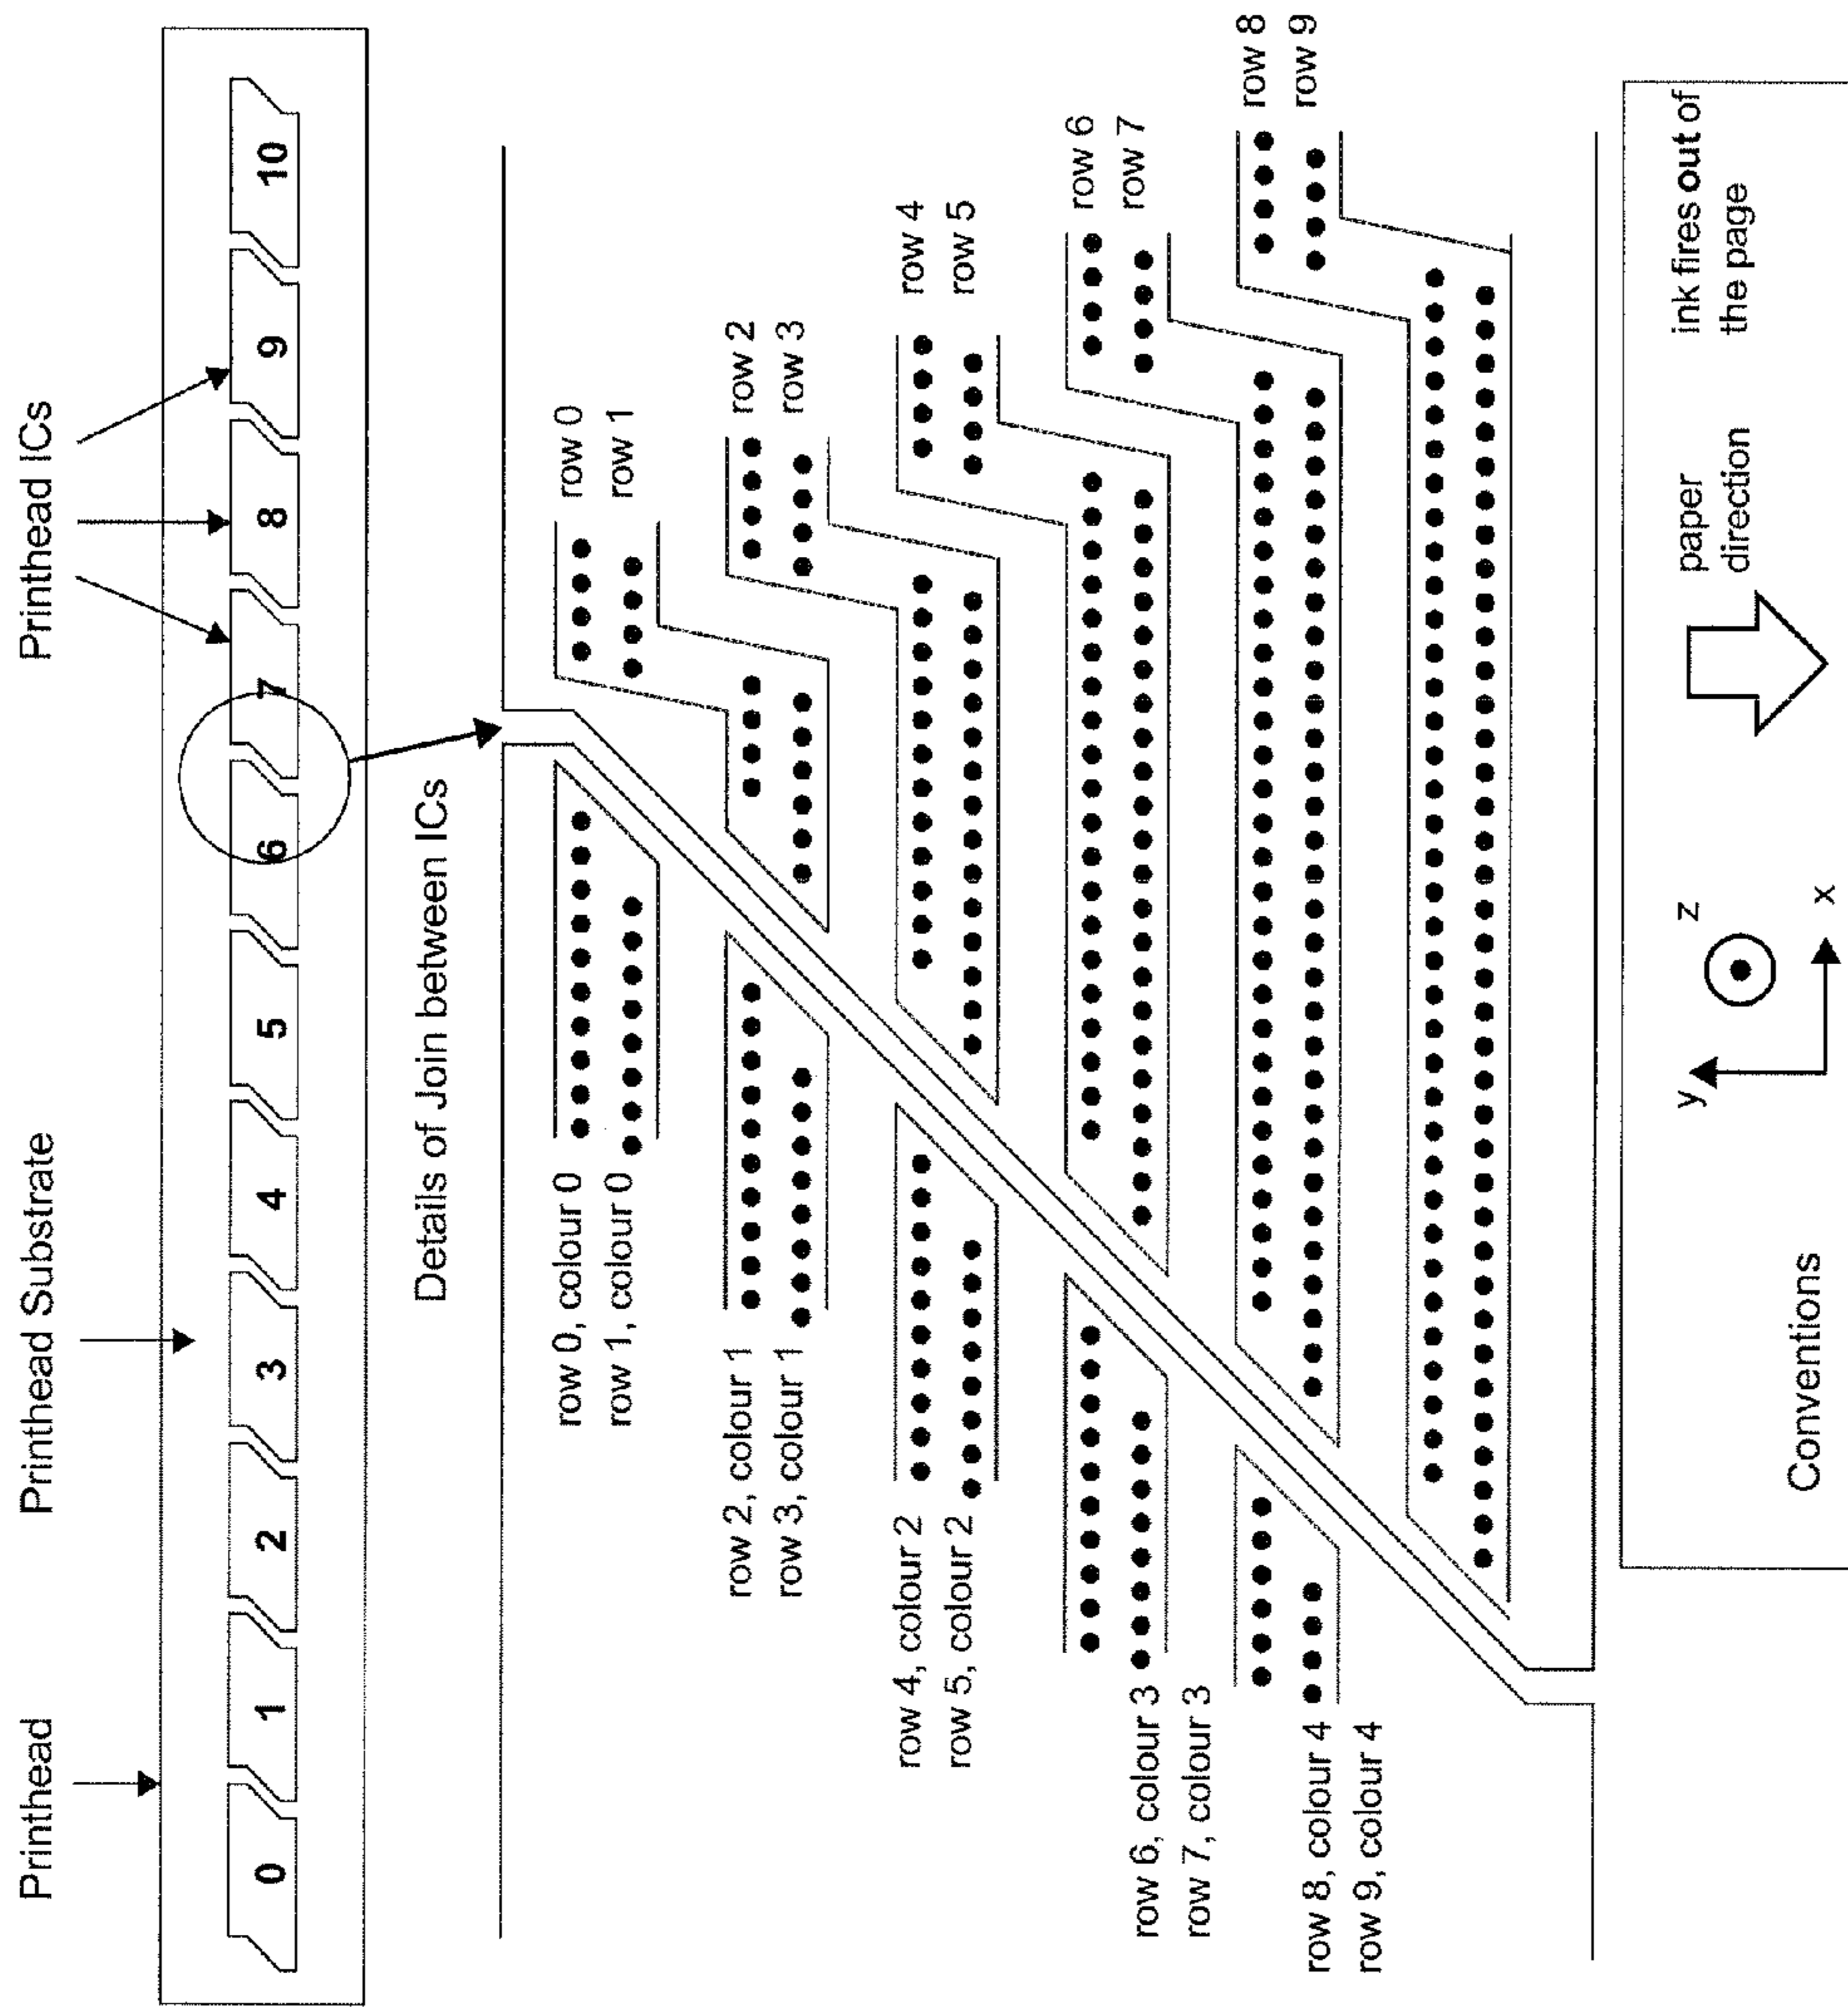 Printhead
Printhead Substrate
Printhead ICs
0
1
2
3
4
5
6
7
8
9
10
Details of Join between ICs
row 0, colour 0
row 1, colour 0
row 0
row 1
row 2, colour 1
row 3, colour 1
row 2
row 3
row 4, colour 2
row 5, colour 2
row 4
row 5
row 6, colour 3
row 7, colour 3
row 6
row 7
row 8, colour 4
row 9, colour 4
row 8
row 9
Conventions
y
z
x
paper
direction
ink fires out of
the page